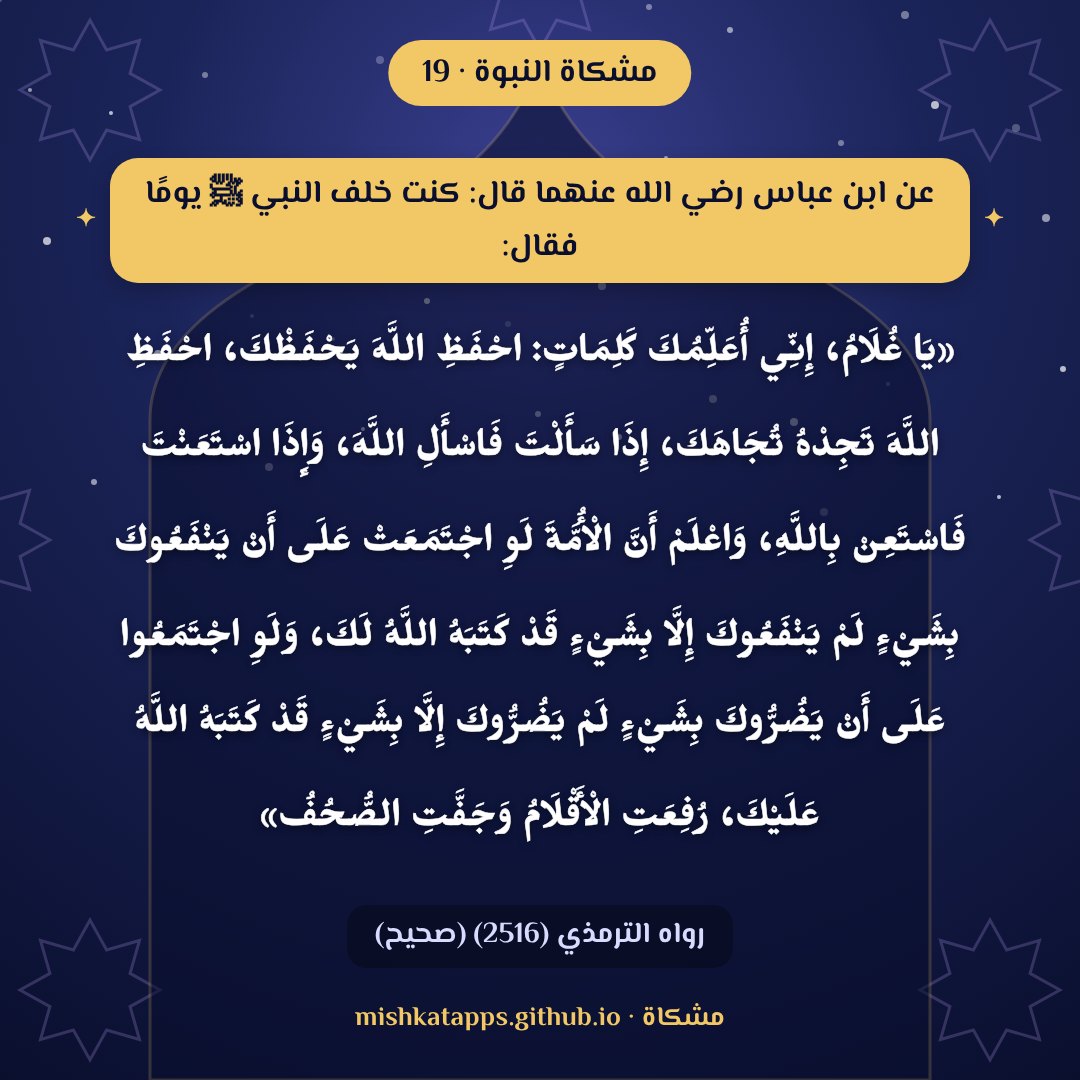 مشكاة النبوة · 19
عن ابن عباس رضي الله عنهما قال: كنت خلف النبي ﷺ يومًا
فقال:
«يَا غُلَامُ، إِنِّي أُعَلِّمُكَ كَلِمَاتٍ: احْفَظِ اللَّهَ يَحْفَظْكَ، احْفَظِ
اللَّهَ تَجِدْهُ تُجَاهَكَ، إِذَا سَأَلْتَ فَاسْأَلِ اللَّهَ، وَإِذَا اسْتَعَنْتَ
فَاسْتَعِنْ بِاللَّهِ، وَاعْلَمْ أَنَّ الْأُمَّةَ لَوِ اجْتَمَعَتْ عَلَى أَنْ يَنْفَعُوكَ
بِشَيْءٍ لَمْ يَنْفَعُوكَ إِلَّا بِشَيْءٍ قَدْ كَتَبَهُ اللَّهُ لَكَ، وَلَوِ اجْتَمَعُوا
عَلَى أَنْ يَضُرُّوكَ بِشَيْءٍ لَمْ يَضُرُّوكَ إِلَّا بِشَيْءٍ قَدْ كَتَبَهُ اللَّهُ
عَلَيْكَ، رُفِعَتِ الْأَقْلَامُ وَجَفَّتِ الصُّحُفُ»
رواه الترمذي (2516) (صحيح)
مشكاة · mishkatapps.github.io